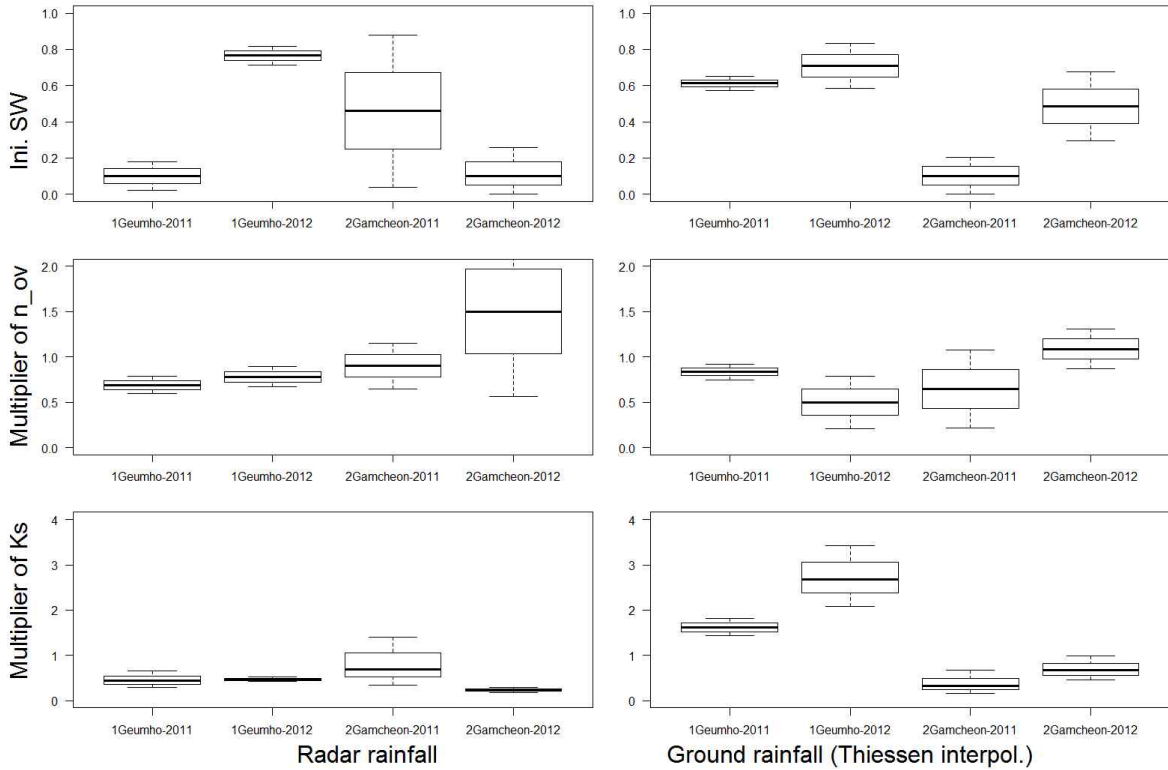 Ini. SW
1.0
0.8
0.6
0.4
0.2
0.0
1Geumho-2011 1Geumho-2012 2Gamcheon-2011 2Gamcheon-2012
1.0
0.8
0.6
0.4
0.2
0.0
1Geumho-2011 1Geumho-2012 2Gamcheon-2011 2Gamcheon-2012
Multiplier of n_ov
2.0
1.5
1.0
0.5
0.0
1Geumho-2011 1Geumho-2012 2Gamcheon-2011 2Gamcheon-2012
2.0
1.5
1.0
0.5
0.0
1Geumho-2011 1Geumho-2012 2Gamcheon-2011 2Gamcheon-2012
Multiplier of Ks
4
3
2
1
0
1Geumho-2011 1Geumho-2012 2Gamcheon-2011 2Gamcheon-2012
Radar rainfall
4
3
2
1
0
1Geumho-2011 1Geumho-2012 2Gamcheon-2011 2Gamcheon-2012
Ground rainfall (Thiessen interpol.)